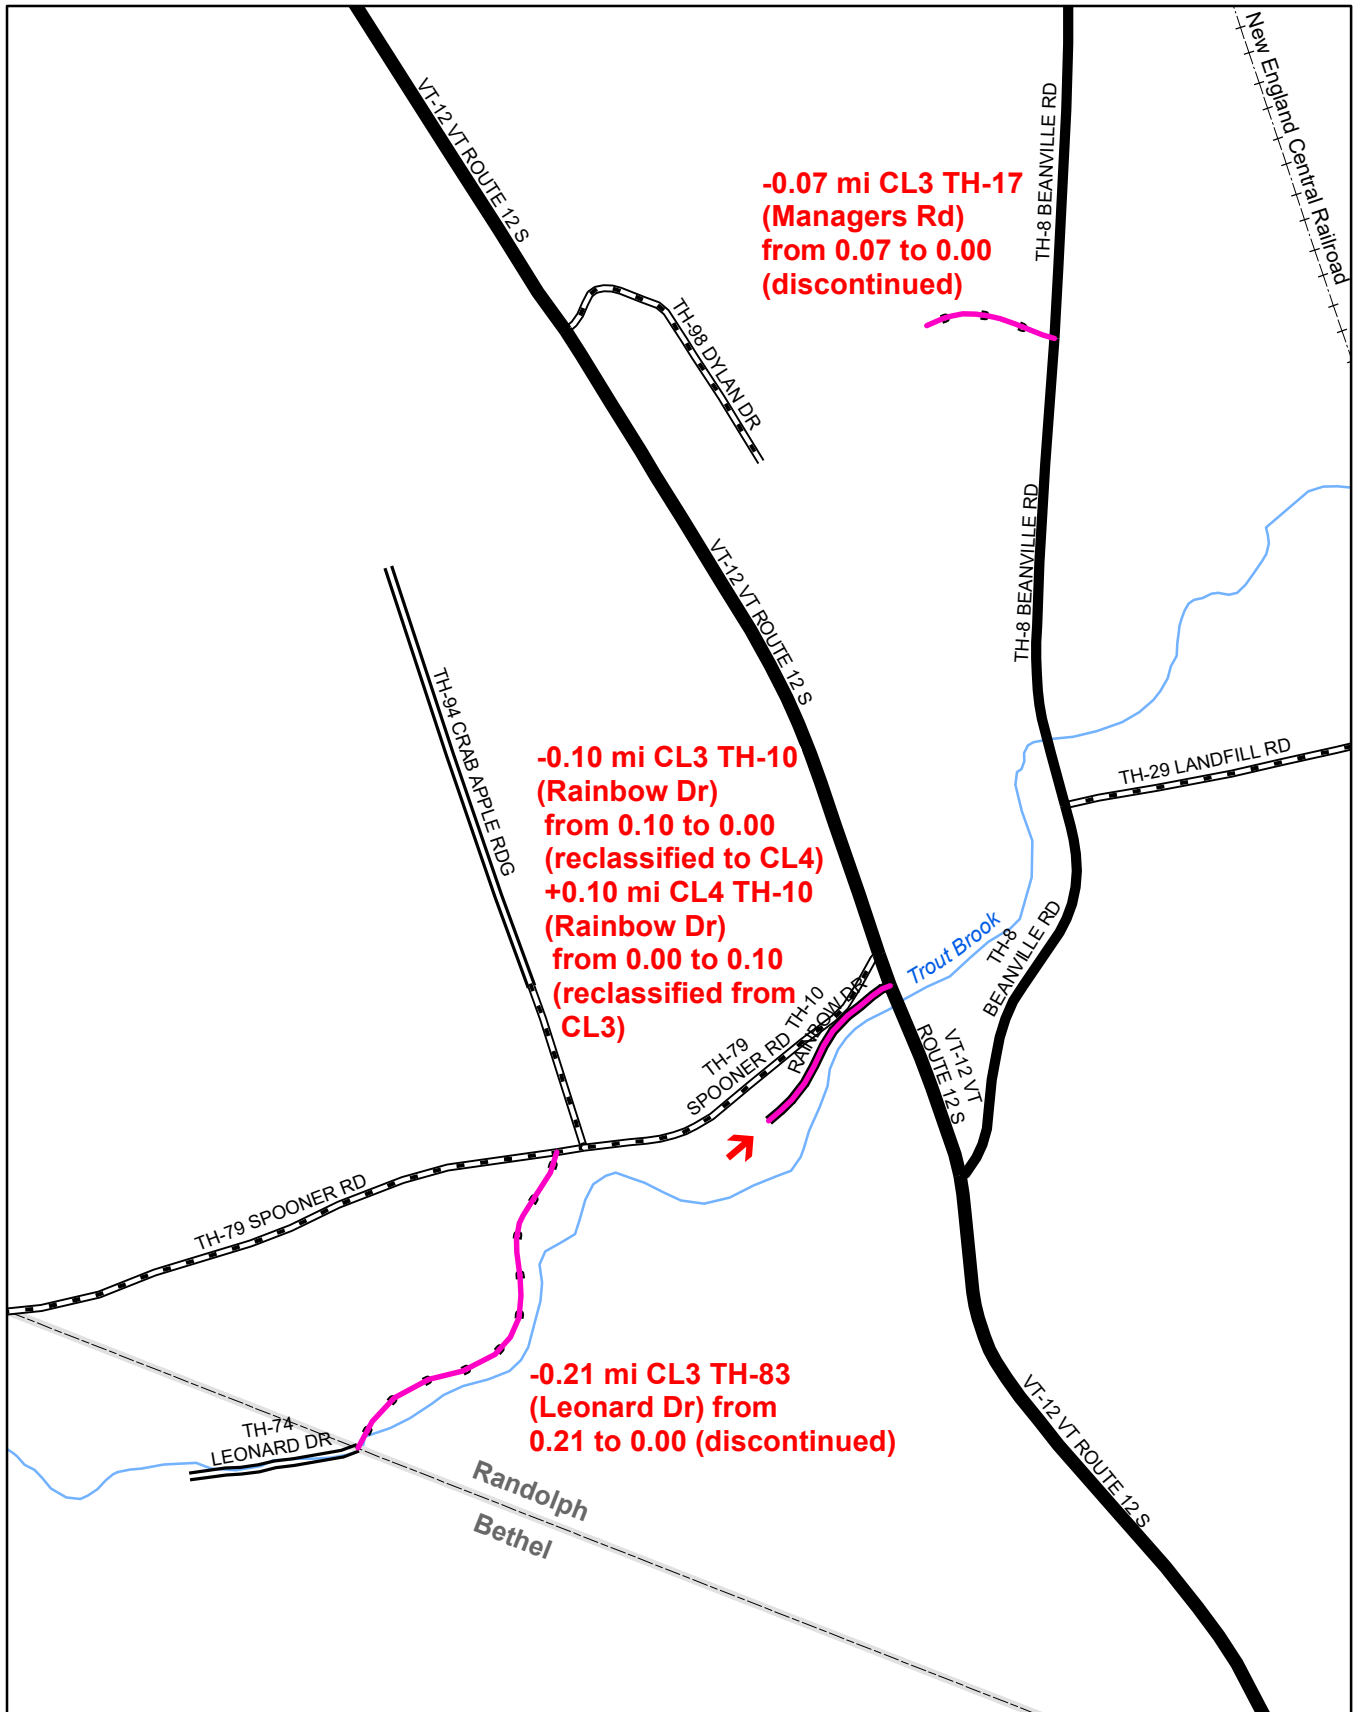 New England Central Railroad
VT-12 VT ROUTE 12 S
TH-8 BEANVILLE RD
-0.07 mi CL3 TH-17
(Managers Rd)
from 0.07 to 0.00
(discontinued)
TH-98 DYLAN DR
TH-8 BEANVILLE RD
VT-12 VT ROUTE 12 S
TH-94 CRAB APPLE RDG
-0.10 mi CL3 TH-10
(Rainbow Dr)
from 0.10 to 0.00
(reclassified to CL4)
+0.10 mi CL4 TH-10
(Rainbow Dr)
from 0.00 to 0.10
(reclassified from
CL3)
TH-29 LANDFILL RD
Trout Brook
TH-8
BEANVILLE RD
TH-10
RAINBOW DR
TH-79
SPOONER RD
VT-12 VT
ROUTE 12 S
TH-79 SPOONER RD
-0.21 mi CL3 TH-83
(Leonard Dr) from
0.21 to 0.00 (discontinued)
TH-74
LEONARD DR
VT-12 VT ROUTE 12 S
Randolph
Bethel